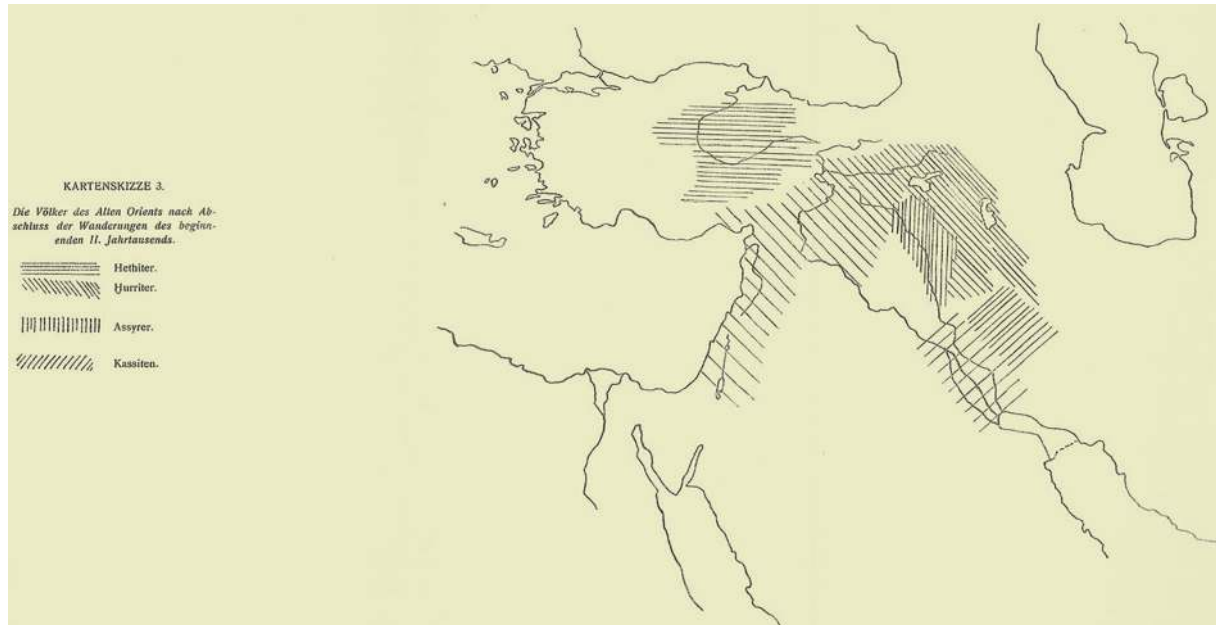 KARTENSKIZZE 3.
Die Völker des Alten Orients nach Ab-
schluss der Wanderungen des beginn-
enden II. Jahrtausends.
Hethiter.
Ḫurriter.
Assyrer.
Kassiten.